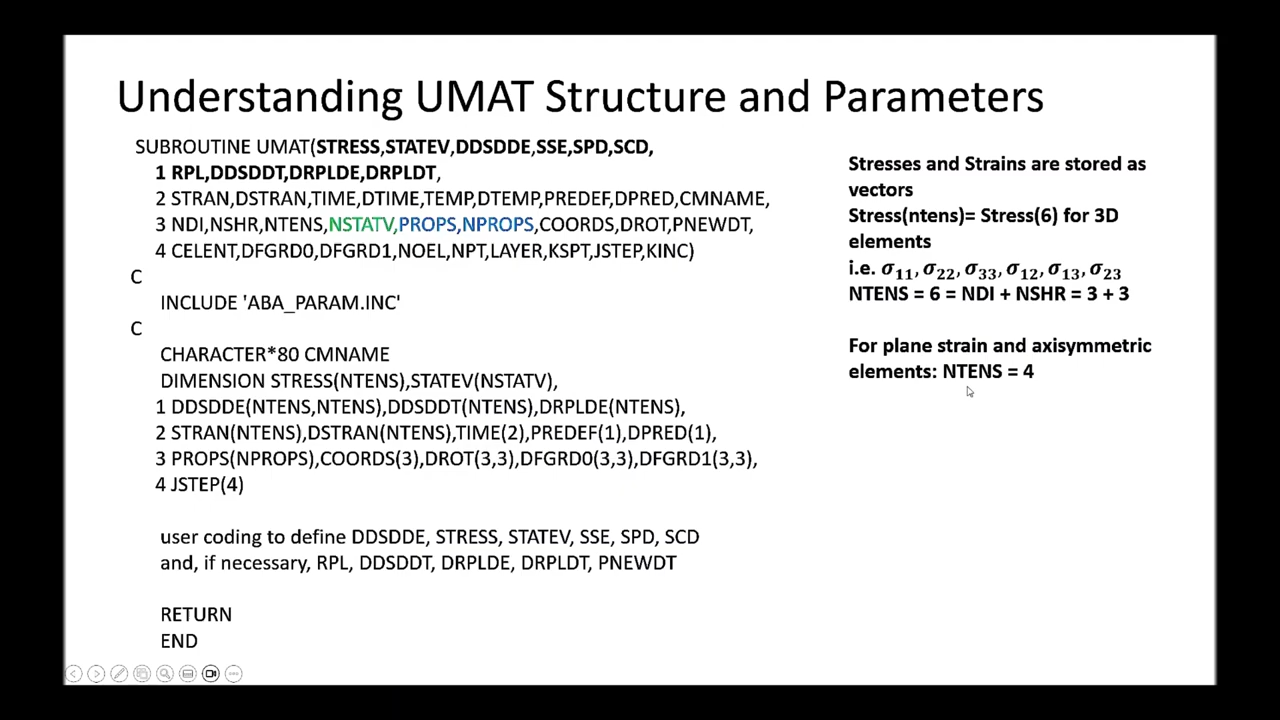 Understanding UMAT Structure and Parameters
SUBROUTINE UMAT(STRESS,STATEV,DDSDDE,SSE,SPD,SCD,
1 RPL,DDSDDT,DRPLDE,DRPLDT,
2 STRAN,DSTRAN,TIME,DTIME,TEMP,DTEMP,PREDEF,DPRED,CMNAME,
3 NDI,NSHR,NTENS,NSTATV,PROPS,NPROPS,COORDS,DROT,PNEWDT,
4 CELENT,DFGRD0,DFGRD1,NOEL,NPT,LAYER,KSPT,JSTEP,KINC)
C
INCLUDE 'ABA_PARAM.INC'
C
CHARACTER*80 CMNAME
DIMENSION STRESS(NTENS),STATEV(NSTATV),
1 DDSDDE(NTENS,NTENS),DDSDDT(NTENS),DRPLDE(NTENS),
2 STRAN(NTENS),DSTRAN(NTENS),TIME(2),PREDEF(1),DPRED(1),
3 PROPS(NPROPS),COORDS(3),DROT(3,3),DFGRD0(3,3),DFGRD1(3,3),
4 JSTEP(4)
user coding to define DDSDDE, STRESS, STATEV, SSE, SPD, SCD
and, if necessary, RPL, DDSDDT, DRPLDE, DRPLDT, PNEWDT
RETURN
END
Stresses and Strains are stored as
vectors
Stress(ntens)= Stress(6) for 3D
elements
i.e. σ₁₁, σ₂₂, σ₃₃, σ₁₂, σ₁₃, σ₂₃
NTENS = 6 = NDI + NSHR = 3 + 3
For plane strain and axisymmetric
elements: NTENS = 4